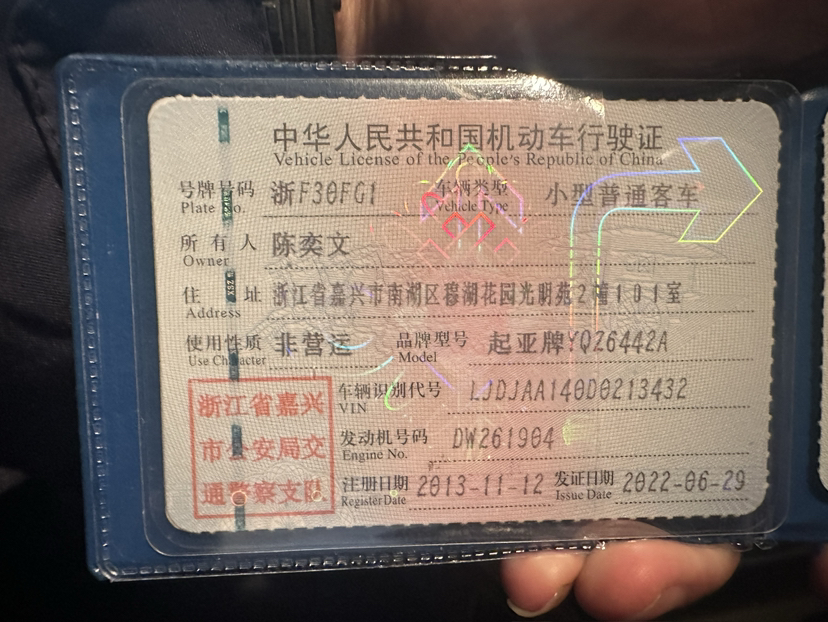 中华人民共和国机动车行驶证
Vehicle License of the People's Republic of China
号牌号码 浙F30FG1 车辆类型 小型普通客车
Plate No. Vehicle Type
所有人 陈奕文
Owner
住址 浙江省嘉兴市南湖区穆湖花园光明苑2幢101室
Address
使用性质 非营运 品牌型号 起亚牌YQZ6442A
Use Character Model
车辆识别代号 LJDJAA140D0213432
VIN
发动机号码 DW261904
Engine No.
注册日期 2013-11-12 发证日期 2022-06-29
Register Date Issue Date
浙江省嘉兴
市公安局交
通警察支队